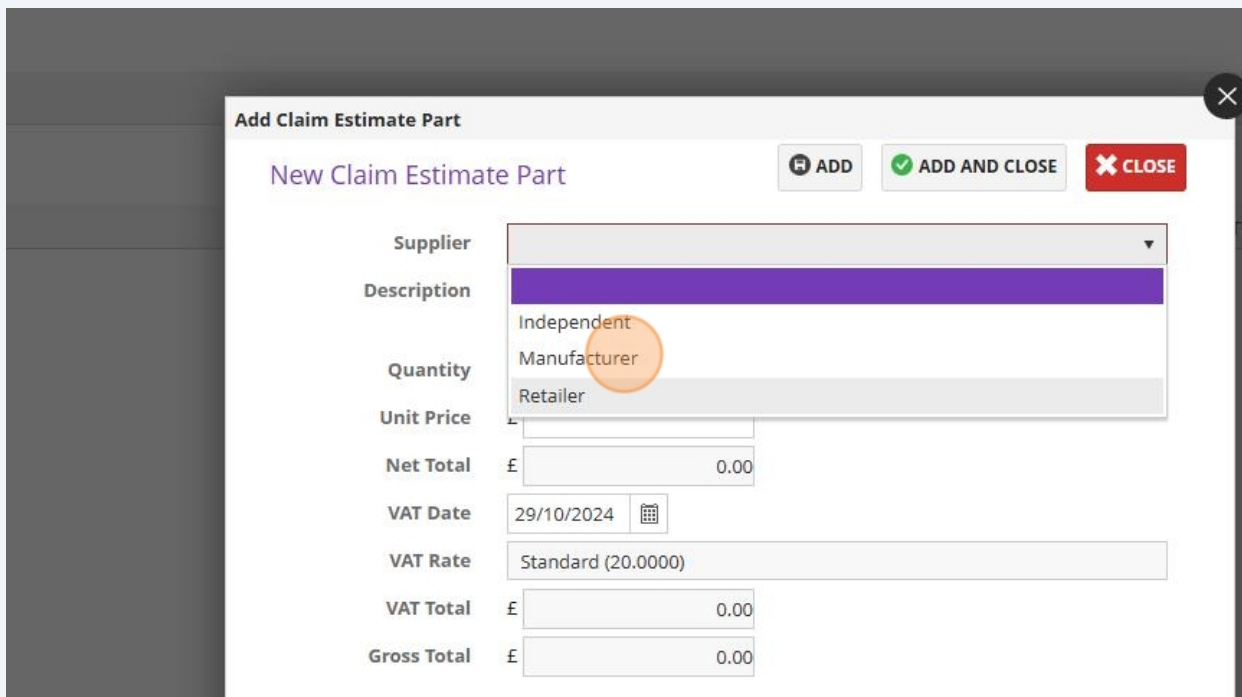 Add Claim Estimate Part
New Claim Estimate Part
ADD
ADD AND CLOSE
CLOSE
Supplier
Description
Independent
Manufacturer
Quantity
Retailer
Unit Price £
Net Total £ 0.00
VAT Date 29/10/2024
VAT Rate Standard (20.0000)
VAT Total £ 0.00
Gross Total £ 0.00